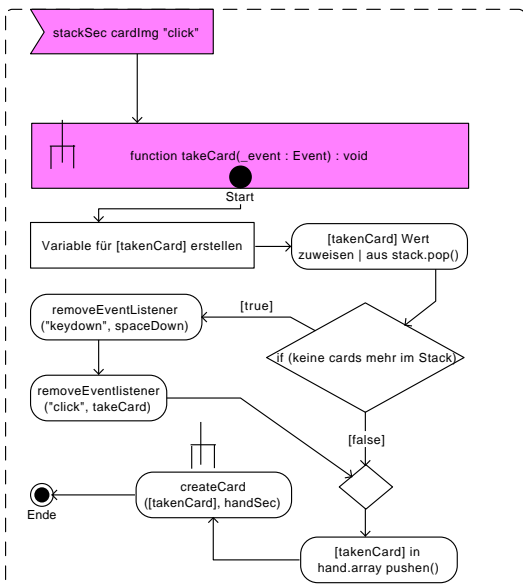 stackSec cardImg "click"
function takeCard(_event : Event) : void
Start
Variable für [takenCard] erstellen
[takenCard] Wert
zuweisen | aus stack.pop()
[true]
removeEventListener
("keydown", spaceDown)
if (keine cards mehr im Stack)
removeEventlistener
("click", takeCard)
[false]
createCard
([takenCard], handSec)
Ende
[takenCard] in
hand.array pushen()